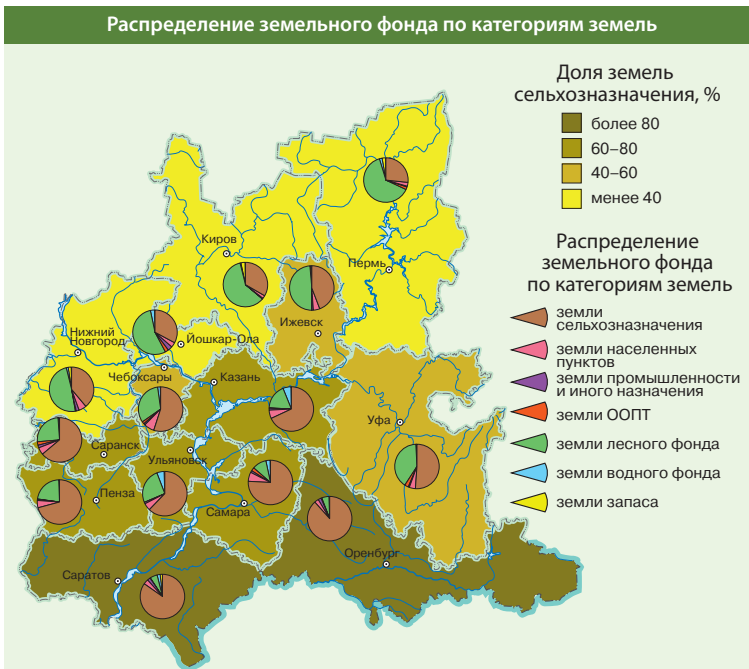 Распределение земельного фонда по категориям земель
Доля земель
сельхозназначения, %
более 80
60–80
40–60
менее 40
Распределение
земельного фонда
по категориям земель
земли
сельхозназначения
земли населенных
пунктов
земли промышленности
и иного назначения
земли ООПТ
земли лесного фонда
земли водного фонда
земли запаса
Киров
Пермь
Ижевск
Нижний
Новгород
Йошкар-Ола
Чебоксары
Казань
Уфа
Саранск
Ульяновск
Пенза
Самара
Оренбург
Саратов